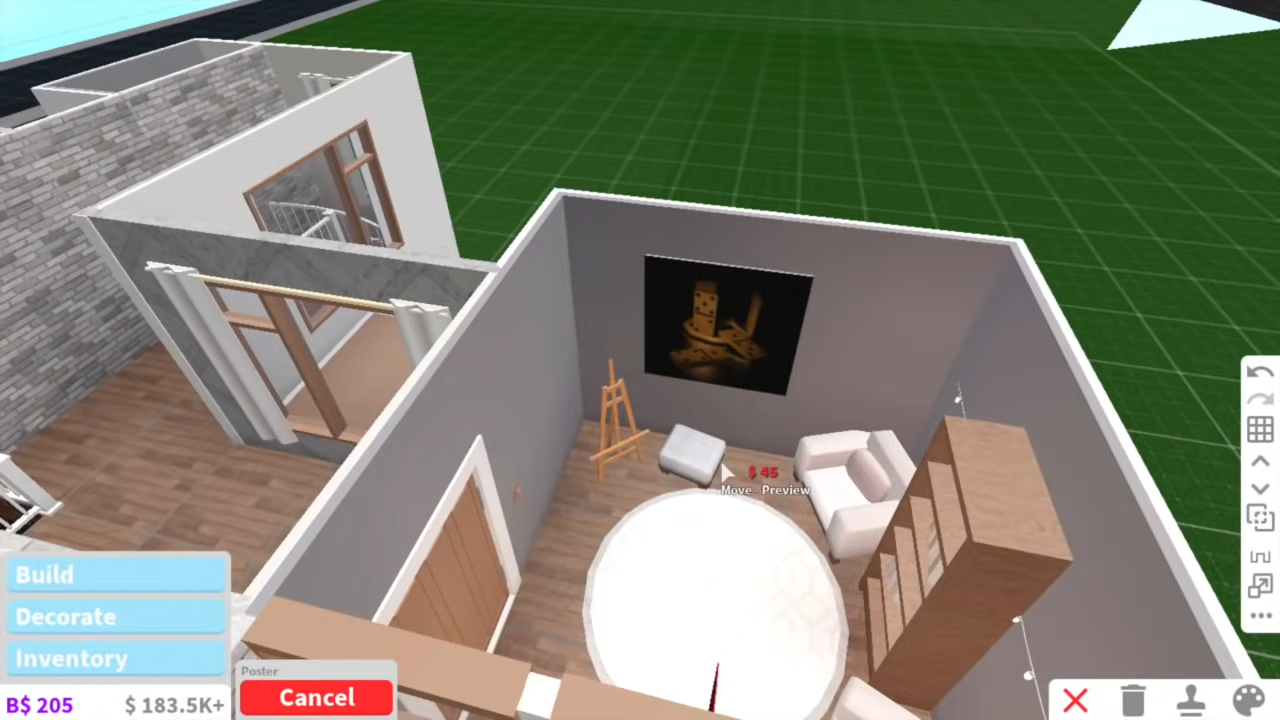 $ 45
Move - Preview
Build
Decorate
Inventory
B$ 205
$ 183.5K+
Poster
Cancel